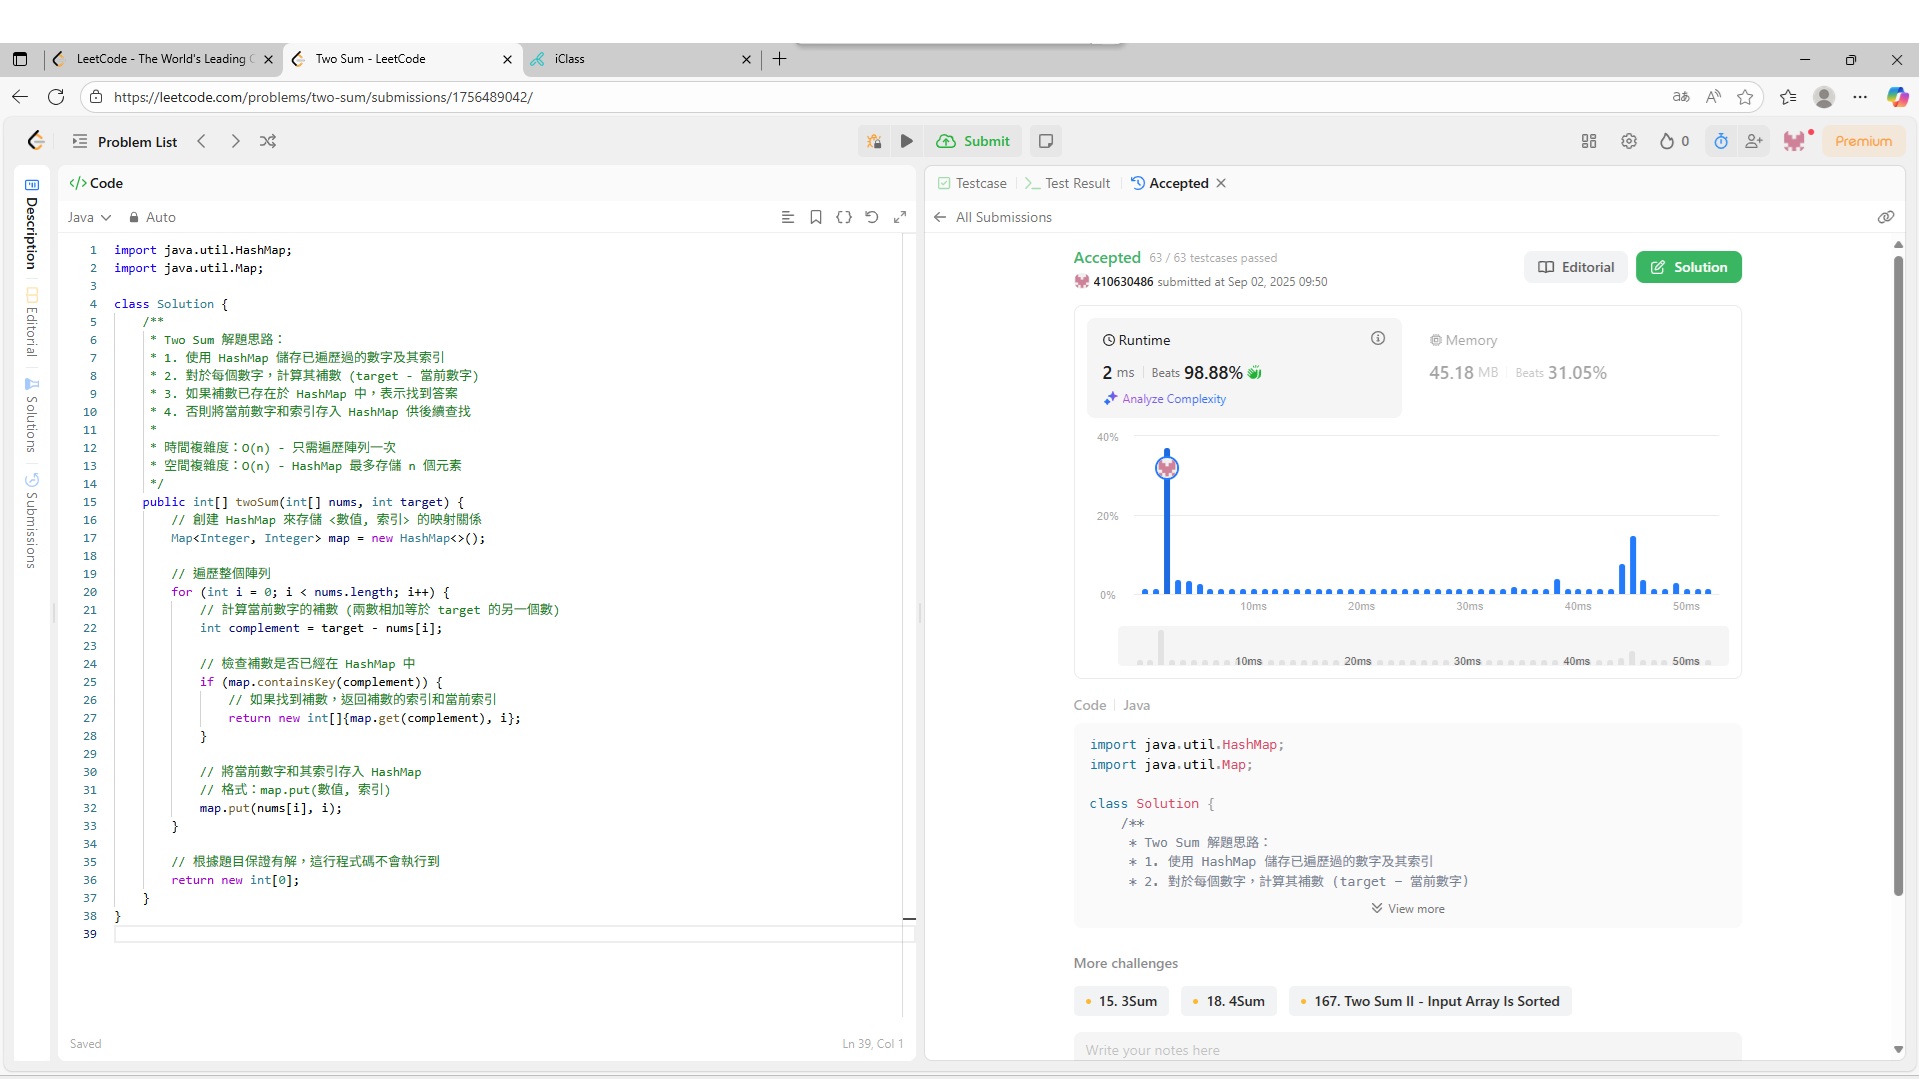 LeetCode - The World's Leading
Two Sum - LeetCode
iClass
https://leetcode.com/problems/two-sum/submissions/1756489042/
Problem List
Submit
0
Premium
Description
Editorial
Solutions
Submissions
</> Code
Java
Auto
1 import java.util.HashMap;
2 import java.util.Map;
3
4 class Solution {
5 /**
6 * Two Sum 解題思路：
7 * 1. 使用 HashMap 儲存已遍歷過的數字及其索引
8 * 2. 對於每個數字，計算其補數 (target - 當前數字)
9 * 3. 如果補數已存在於 HashMap 中，表示找到答案
10 * 4. 否則將當前數字和索引存入 HashMap 供後續查找
11 *
12 * 時間複雜度：O(n) - 只需遍歷陣列一次
13 * 空間複雜度：O(n) - HashMap 最多存儲 n 個元素
14 */
15 public int[] twoSum(int[] nums, int target) {
16 // 創建 HashMap 來存儲 <數值, 索引> 的映射關係
17 Map<Integer, Integer> map = new HashMap<>();
18
19 // 遍歷整個陣列
20 for (int i = 0; i < nums.length; i++) {
21 // 計算當前數字的補數 (兩數相加等於 target 的另一個數)
22 int complement = target - nums[i];
23
24 // 檢查補數是否已經在 HashMap 中
25 if (map.containsKey(complement)) {
26 // 如果找到補數，返回補數的索引和當前索引
27 return new int[]{map.get(complement), i};
28 }
29
30 // 將當前數字和其索引存入 HashMap
31 // 格式：map.put(數值, 索引)
32 map.put(nums[i], i);
33 }
34
35 // 根據題目保證有解，這行程式碼不會執行到
36 return new int[0];
37 }
38 }
39
Saved
Ln 39, Col 1
Testcase
Test Result
Accepted
All Submissions
Accepted 63 / 63 testcases passed
410630486 submitted at Sep 02, 2025 09:50
Editorial
Solution
Runtime
2 ms Beats 98.88%
Analyze Complexity
Memory
45.18 MB Beats 31.05%
40%
20%
0%
10ms 20ms 30ms 40ms 50ms
10ms 20ms 30ms 40ms 50ms
Code Java
import java.util.HashMap;
import java.util.Map;
class Solution {
/**
* Two Sum 解題思路：
* 1. 使用 HashMap 儲存已遍歷過的數字及其索引
* 2. 對於每個數字，計算其補數 (target - 當前數字)
View more
More challenges
15. 3Sum
18. 4Sum
167. Two Sum II - Input Array Is Sorted
Write your notes here